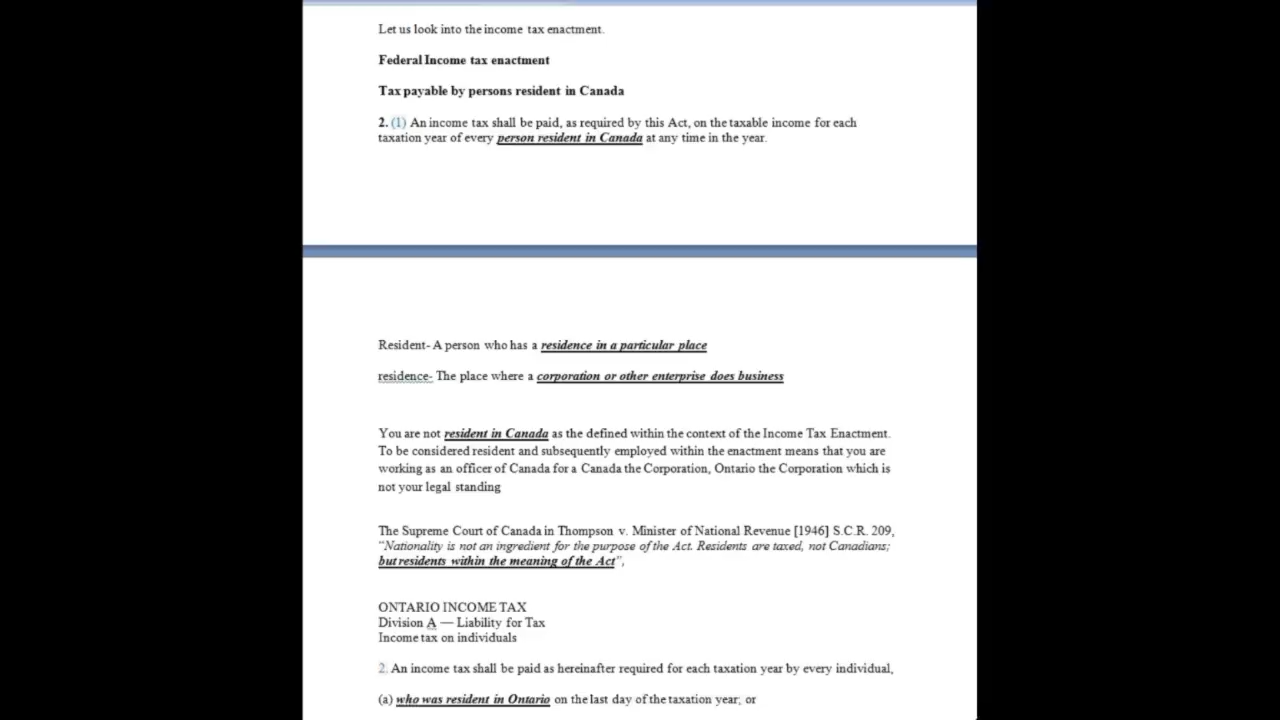 Let us look into the income tax enactment.
Federal Income tax enactment
Tax payable by persons resident in Canada
2. (1) An income tax shall be paid, as required by this Act, on the taxable income for each
taxation year of every person resident in Canada at any time in the year.
Resident- A person who has a residence in a particular place
residence- The place where a corporation or other enterprise does business
You are not resident in Canada as the defined within the context of the Income Tax Enactment.
To be considered resident and subsequently employed within the enactment means that you are
working as an officer of Canada for a Canada the Corporation, Ontario the Corporation which is
not your legal standing
The Supreme Court of Canada in Thompson v. Minister of National Revenue [1946] S.C.R. 209,
“Nationality is not an ingredient for the purpose of the Act. Residents are taxed, not Canadians;
but residents within the meaning of the Act”,
ONTARIO INCOME TAX
Division A — Liability for Tax
Income tax on individuals
2. An income tax shall be paid as hereinafter required for each taxation year by every individual,
(a) who was resident in Ontario on the last day of the taxation year; or